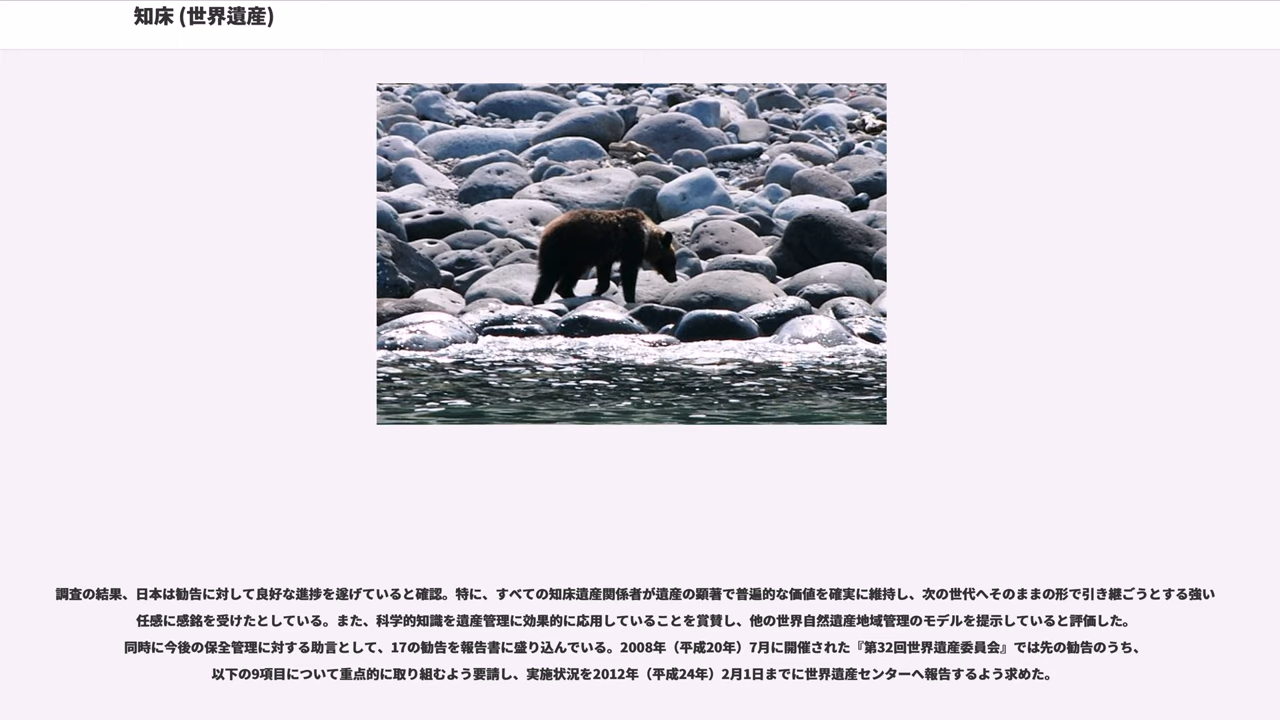 知床 (世界遺産)
調査の結果、日本は勧告に対して良好な進捗を遂げていると確認。特に、すべての知床遺産関係者が遺産の顕著で普遍的な価値を確実に維持し、次の世代へそのままの形で引き継ごうとする強い
任感に感銘を受けたとしている。また、科学的知識を遺産管理に効果的に応用していることを賞賛し、他の世界自然遺産地域管理のモデルを提示していると評価した。
同時に今後の保全管理に対する助言として、17の勧告を報告書に盛り込んでいる。2008年（平成20年）7月に開催された『第32回世界遺産委員会』では先の勧告のうち、
以下の9項目について重点的に取り組むよう要請し、実施状況を2012年（平成24年）2月1日までに世界遺産センターへ報告するよう求めた。